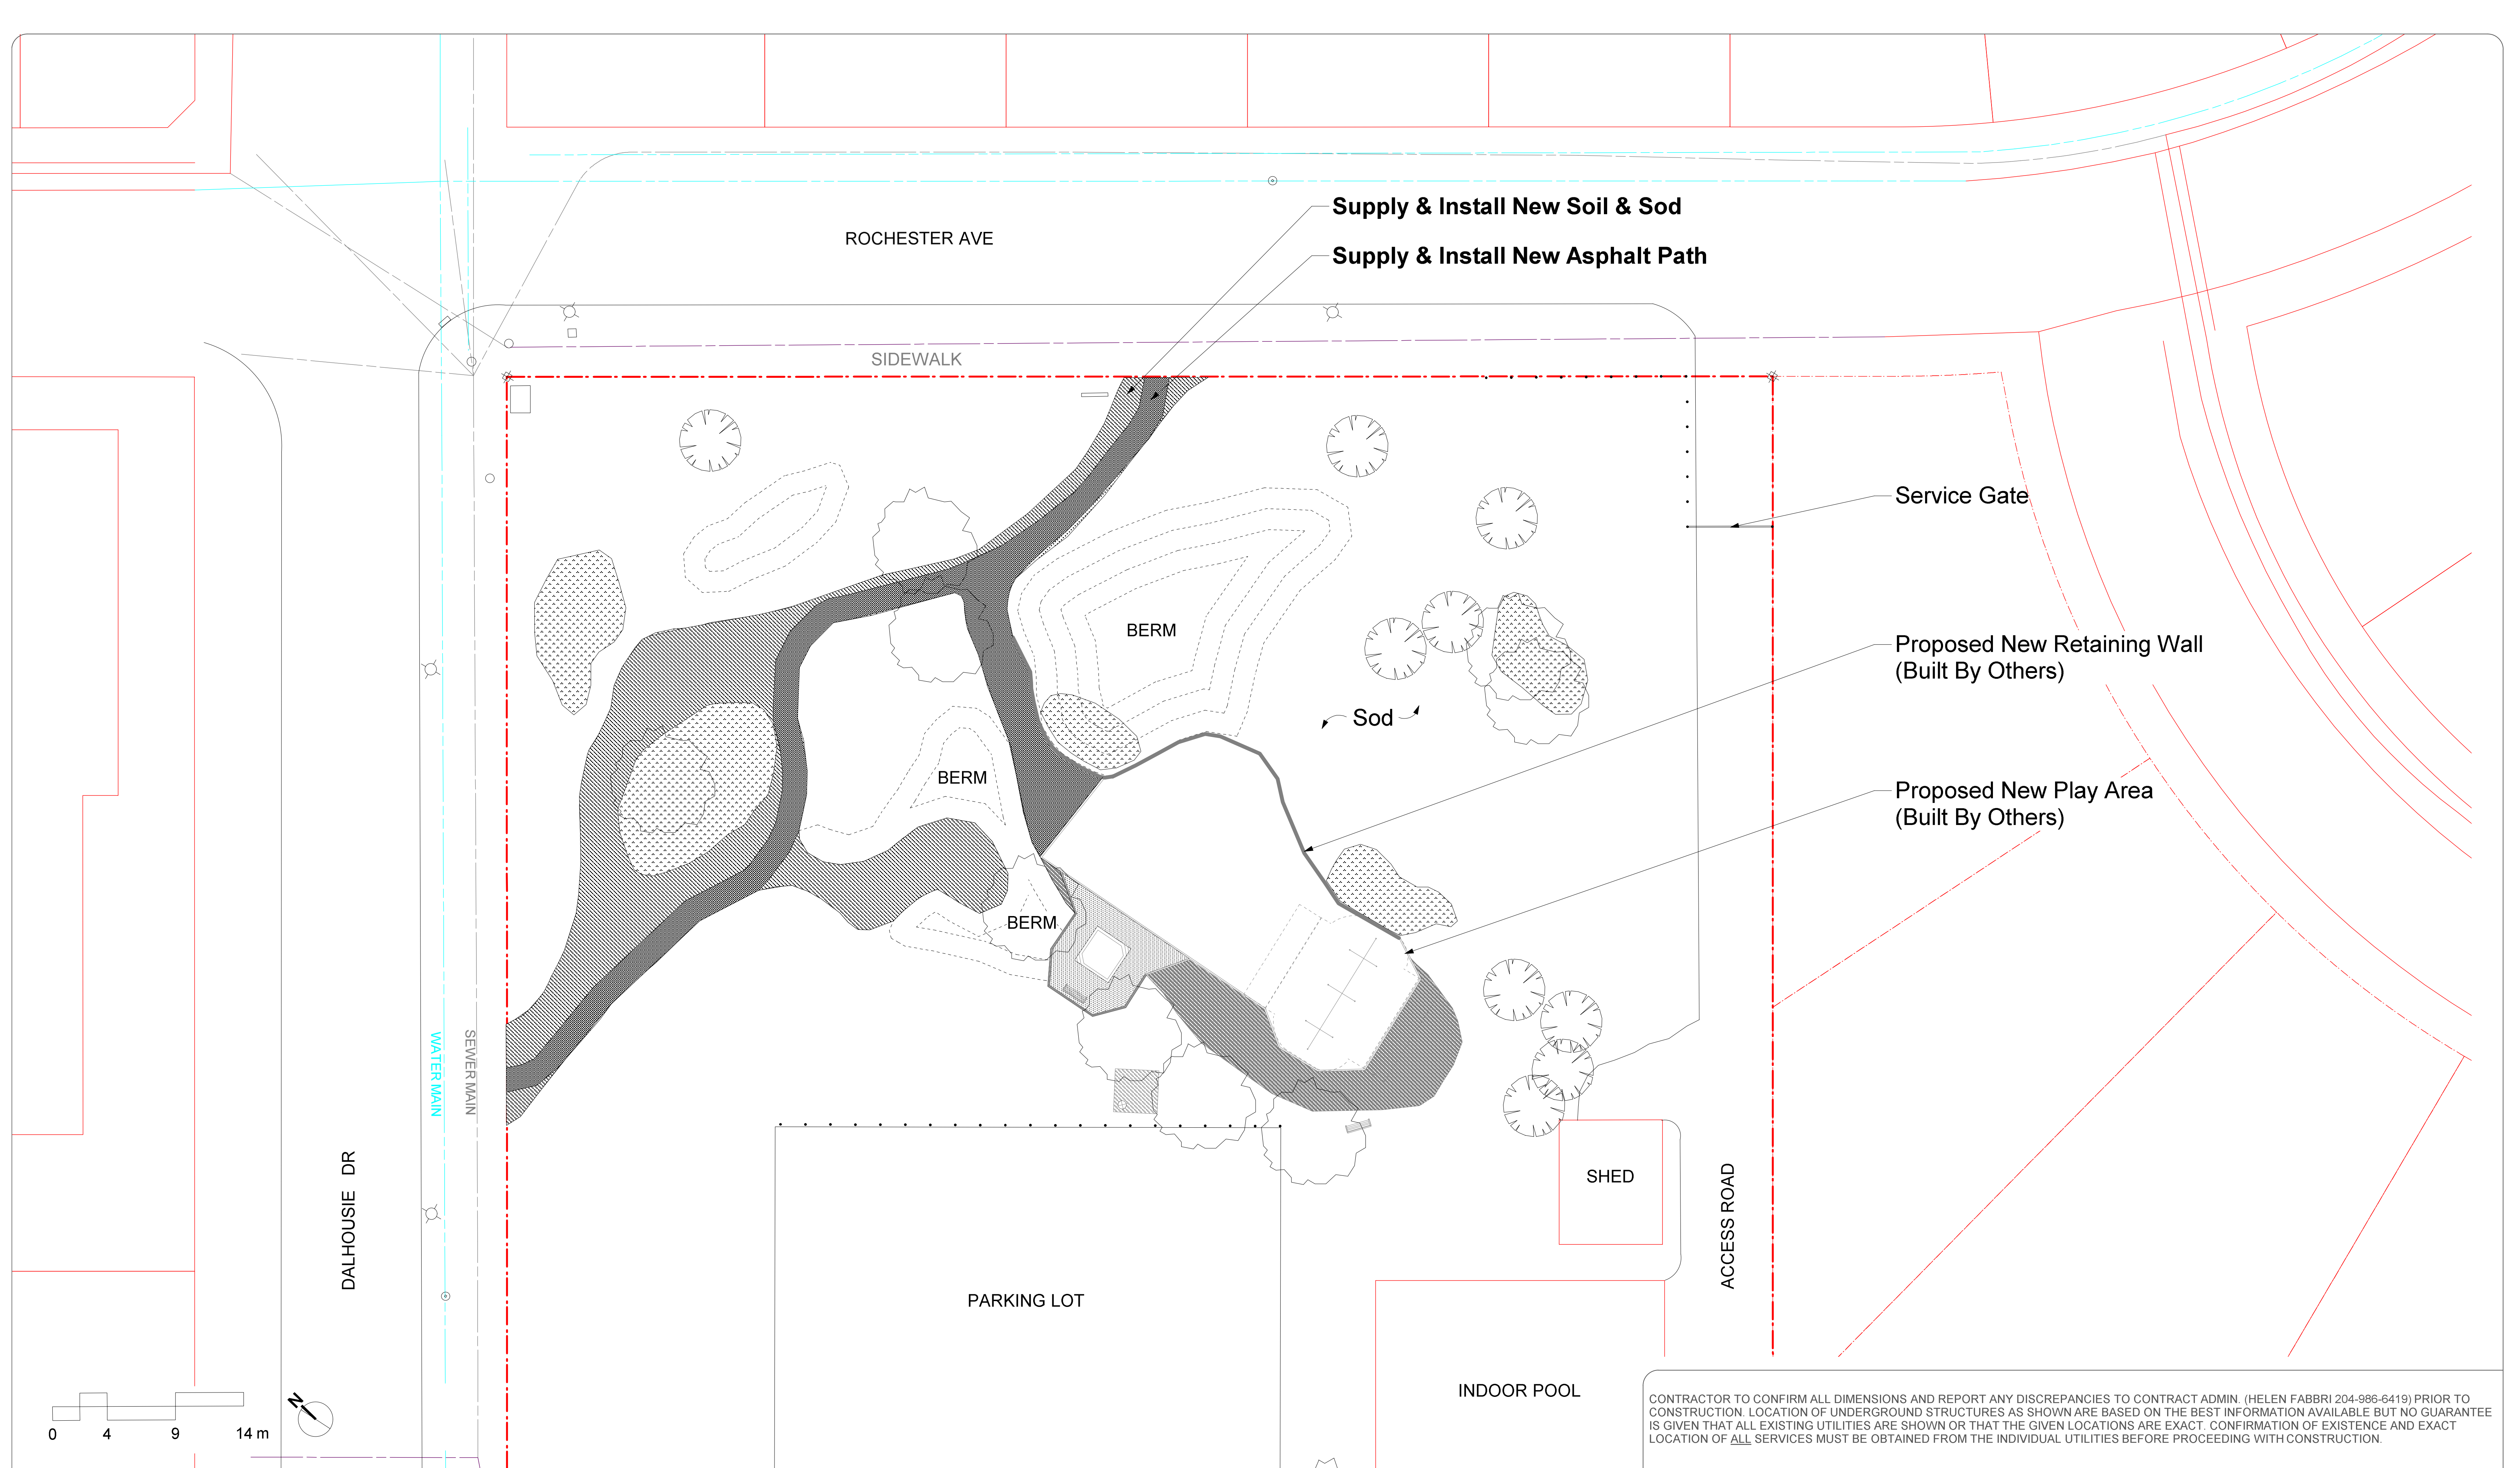 Supply & Install New Soil & Sod
ROCHESTER AVE
Supply & Install New Asphalt Path
SIDEWALK
Service Gate
BERM
Proposed New Retaining Wall
(Built By Others)
Sod
BERM
Proposed New Play Area
(Built By Others)
BERM
WATER MAIN
SEWER MAIN
DALHOUSIE DR
SHED
ACCESS ROAD
PARKING LOT
INDOOR POOL
N
0 4 9 14 m
CONTRACTOR TO CONFIRM ALL DIMENSIONS AND REPORT ANY DISCREPANCIES TO CONTRACT ADMIN. (HELEN FABBRI 204-986-6419) PRIOR TO
CONSTRUCTION. LOCATION OF UNDERGROUND STRUCTURES AS SHOWN ARE BASED ON THE BEST INFORMATION AVAILABLE BUT NO GUARANTEE
IS GIVEN THAT ALL EXISTING UTILITIES ARE SHOWN OR THAT THE GIVEN LOCATIONS ARE EXACT. CONFIRMATION OF EXISTENCE AND EXACT
LOCATION OF ALL SERVICES MUST BE OBTAINED FROM THE INDIVIDUAL UTILITIES BEFORE PROCEEDING WITH CONSTRUCTION.